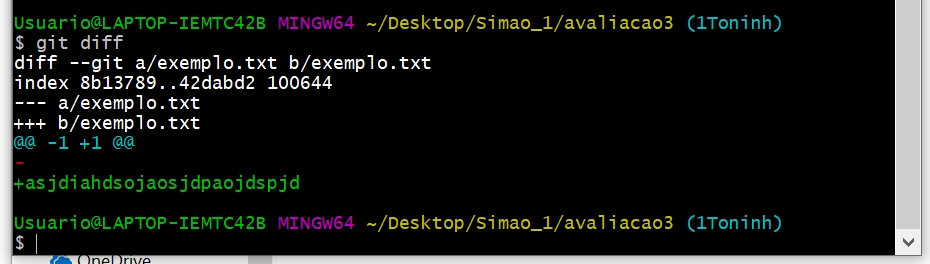 Usuario@LAPTOP-IEMTC42B MINGW64 ~/Desktop/Simao_1/avaliacao3 (1Toninh)
$ git diff
diff --git a/exemplo.txt b/exemplo.txt
index 8b13789..42dabd2 100644
--- a/exemplo.txt
+++ b/exemplo.txt
@@ -1 +1 @@
-
+asjdiahdsojaosjdpaojdspjd
Usuario@LAPTOP-IEMTC42B MINGW64 ~/Desktop/Simao_1/avaliacao3 (1Toninh)
$
OneDrive